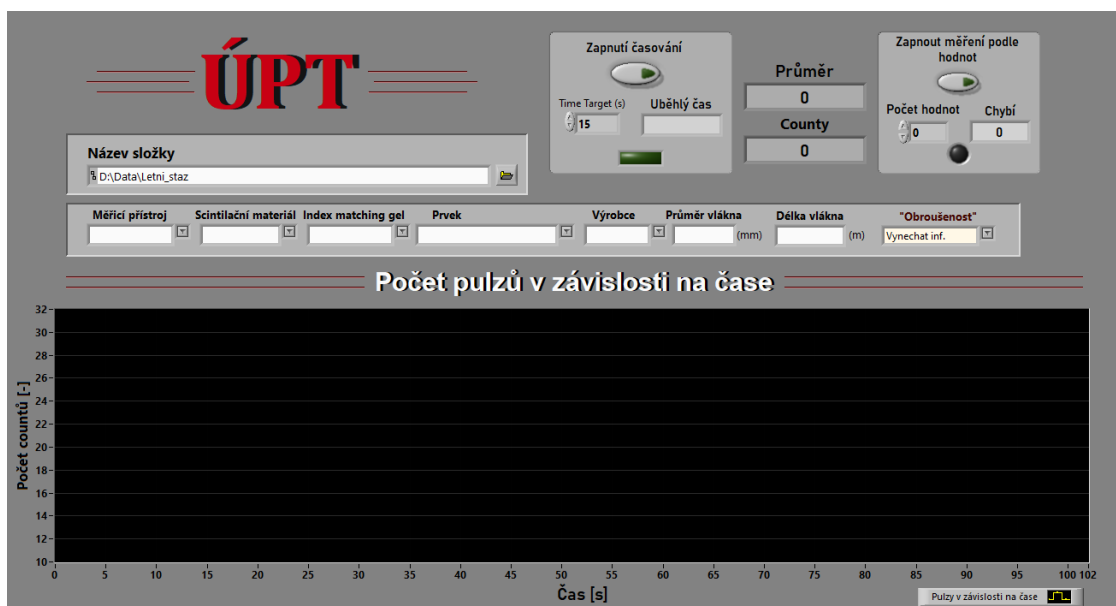 ÚPT
Zapnutí časování
Time Target (s)
Uběhlý čas
15
Průměr
0
County
0
Zapnout měření podle
hodnot
Počet hodnot
Chybí
0
0
Název složky
D:\Data\Letni_staz
Měřicí přístroj
Scintilační materiál
Index matching gel
Prvek
Výrobce
Průměr vlákna
(mm)
Délka vlákna
(m)
"Obroušenost"
Vynechat inf.
Počet pulzů v závislosti na čase
Počet countů [-]
32
30
28
26
24
22
20
18
16
14
12
10
0 5 10 15 20 25 30 35 40 45 50 55 60 65 70 75 80 85 90 95 100 102
Čas [s]
Pulzy v závislosti na čase